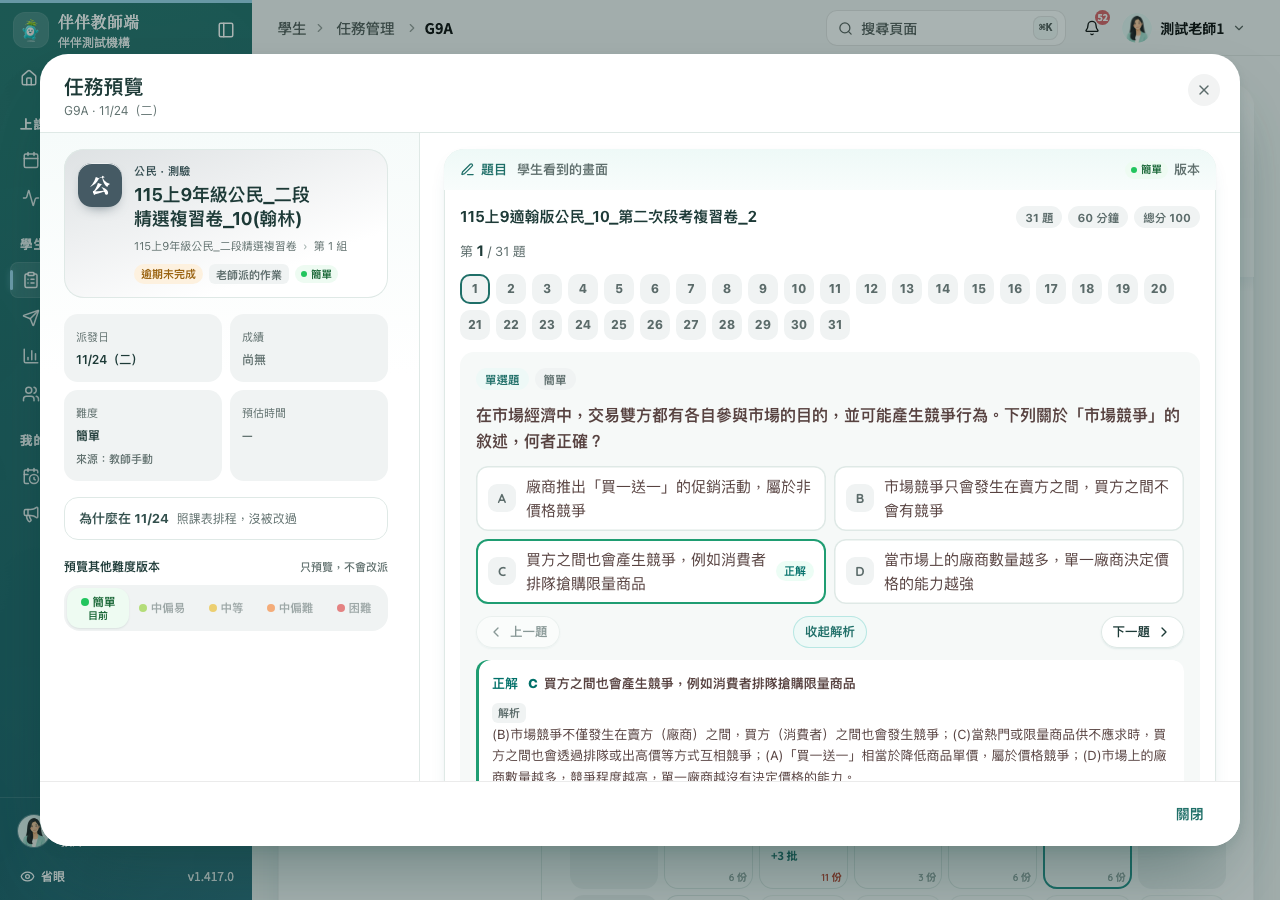 伴伴教師端
伴伴測試機構
學生 > 任務管理 > G9A
搜尋頁面 ⌘K
52
測試老師1
任務預覽
G9A · 11/24（二）
公
公民 · 測驗
115上9年級公民_二段
精選複習卷_10(翰林)
115上9年級公民_二段精選複習卷 › 第 1 組
逾期未完成 老師派的作業 簡單
派發日
11/24（二）
成績
尚無
難度
簡單
來源：教師手動
預估時間
—
為什麼在 11/24 照課表排程，沒被改過
預覽其他難度版本 只預覽，不會改派
簡單
目前
中偏易 中等 中偏難 困難
題目 學生看到的畫面 簡單 版本
115上9適翰版公民_10_第二次段考複習卷_2 31 題 60 分鐘 總分 100
第 1 / 31 題
1 2 3 4 5 6 7 8 9 10 11 12 13 14 15 16 17 18 19 20
21 22 23 24 25 26 27 28 29 30 31
單選題 簡單
在市場經濟中，交易雙方都有各自參與市場的目的，並可能產生競爭行為。下列關於「市場競爭」的
敘述，何者正確？
A 廠商推出「買一送一」的促銷活動，屬於非
價格競爭
B 市場競爭只會發生在賣方之間，買方之間不
會有競爭
C 買方之間也會產生競爭，例如消費者
排隊搶購限量商品
正解
D 當市場上的廠商數量越多，單一廠商決定價
格的能力越強
上一題 收起解析 下一題
正解 C 買方之間也會產生競爭，例如消費者排隊搶購限量商品
解析
(B)市場競爭不僅發生在賣方（廠商）之間，買方（消費者）之間也會發生競爭；(C)當熱門或限量商品供不應求時，買
方之間也會透過排隊或出高價等方式互相競爭；(A)「買一送一」相當於降低商品單價，屬於價格競爭；(D)市場上的廠
商數量越多，競爭程度越高，單一廠商越沒有決定價格的能力。
關閉
+3 批
6 份 11 份 3 份 6 份 6 份
省眼 v1.417.0